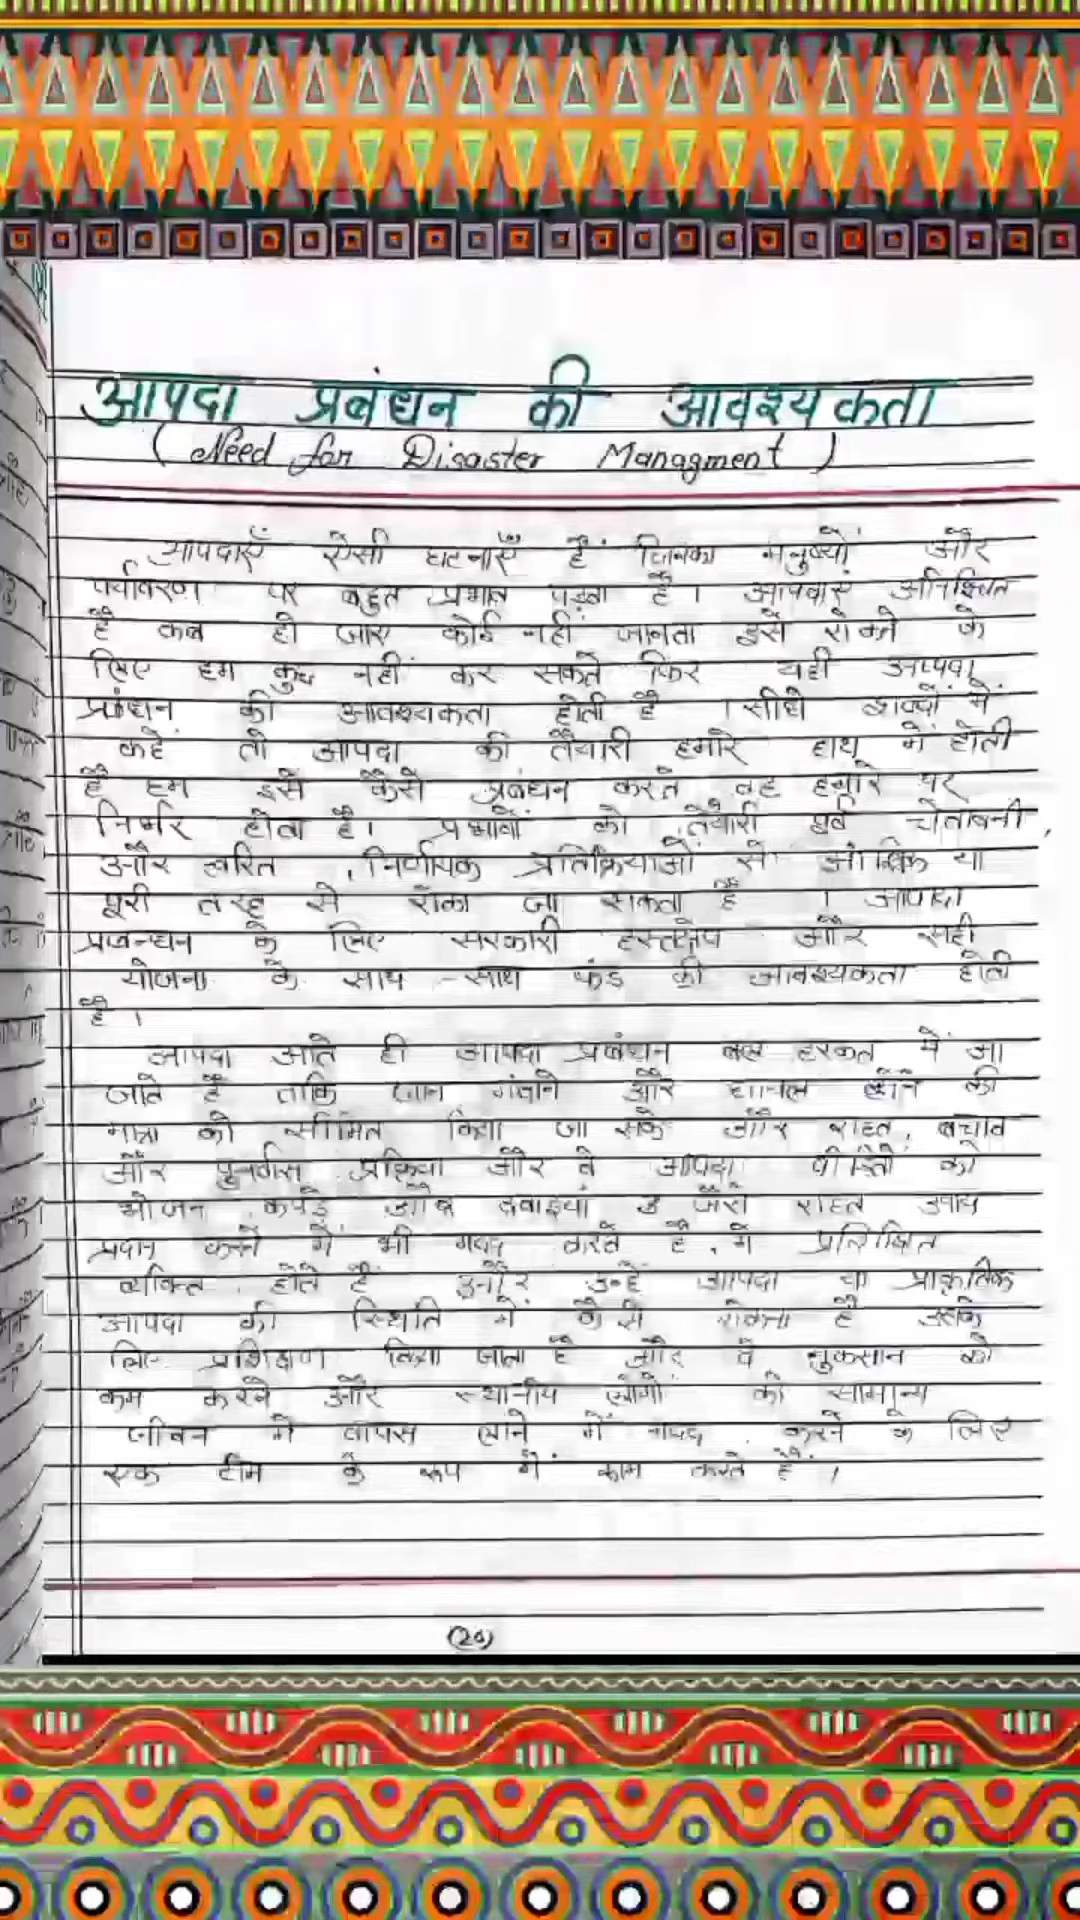 आपदा प्रबंधन की आवश्यकता
( Need for Disaster Managment )
आपदाएँ ऐसी घटनाएँ हैं जिनका मनुष्यों और
पर्यावरण पर बहुत प्रभाव पड़ता है । आपदाएं अनिश्चित
है कब हो जाए कोई नहीं जानता इसे रोकने के
लिए हम कुछ नहीं कर सकते फिर यही आपदा
प्रबंधन की आवश्यकता होती है । सीधे शब्दों में
कहें तो आपदा की तैयारी हमारे हाथ में होती
है हम इसे कैसे प्रबंधन करते वह हमारे पर
निर्भर होता है। प्रभावों को तैयारी पूर्व चेतावनी,
और त्वरित , निर्णायक प्रतिक्रियाओं से आंशिक या
पूरी तरह से रोका जा सकता है । आपदा
प्रबन्धन के लिए सरकारी हस्तक्षेप और सही
योजना के साथ - साथ फंड की आवश्यकता होती
है ।
आपदा आते ही आपदा प्रबंधन हरकत में आ
जाते हैं ताकि जान गंवाने और घायल होने की
मात्रा को सीमित किया जा सके और राहत, बचाव
और पुनर्वास प्रक्रिया और वे आपदा पीड़ितों को
भोजन कपड़े और दवाइयां जैसी राहत उपाय
प्रदान करने में भी मदद करते हैं , प्रशिक्षित
व्यक्ति होते हैं और उन्हें आपदा या प्राकृतिक
आपदा की स्थिति में कैसे रोकना है उसके
लिए प्रशिक्षण किया जाता है और वे नुकसान को
कम करने और स्थानीय लोगों को सामान्य
जीवन में वापस लाने में मदद करने के लिए
एक टीम के रूप में काम करते हैं ।
(20)